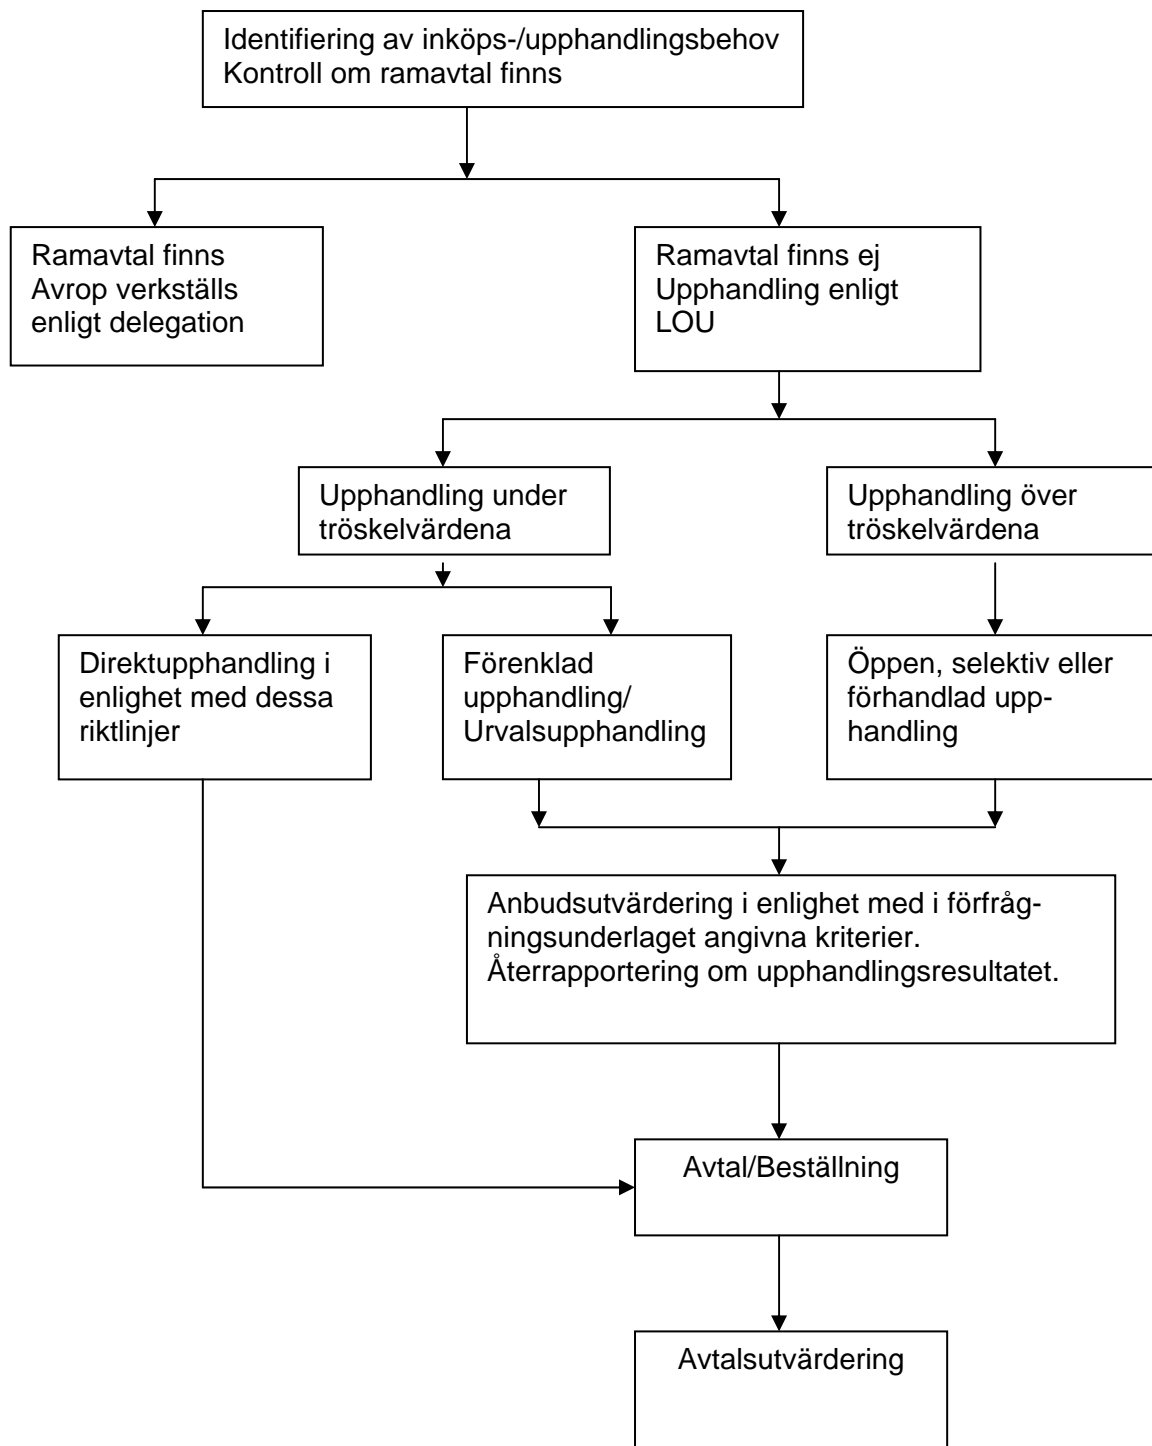 Identifiering av inköps-/upphandlingsbehov
Kontroll om ramavtal finns
Ramavtal finns
Avrop verkställs
enligt delegation
Ramavtal finns ej
Upphandling enligt
LOU
Upphandling under
tröskelvärdena
Upphandling över
tröskelvärdena
Direktupphandling i
enlighet med dessa
riktlinjer
Förenklad
upphandling/
Urvalsupphandling
Öppen, selektiv eller
förhandlad upp-
handling
Anbudsutvärdering i enlighet med i förfråg-
ningsunderlaget angivna kriterier.
Återrapportering om upphandlingsresultatet.
Avtal/Beställning
Avtalsutvärdering